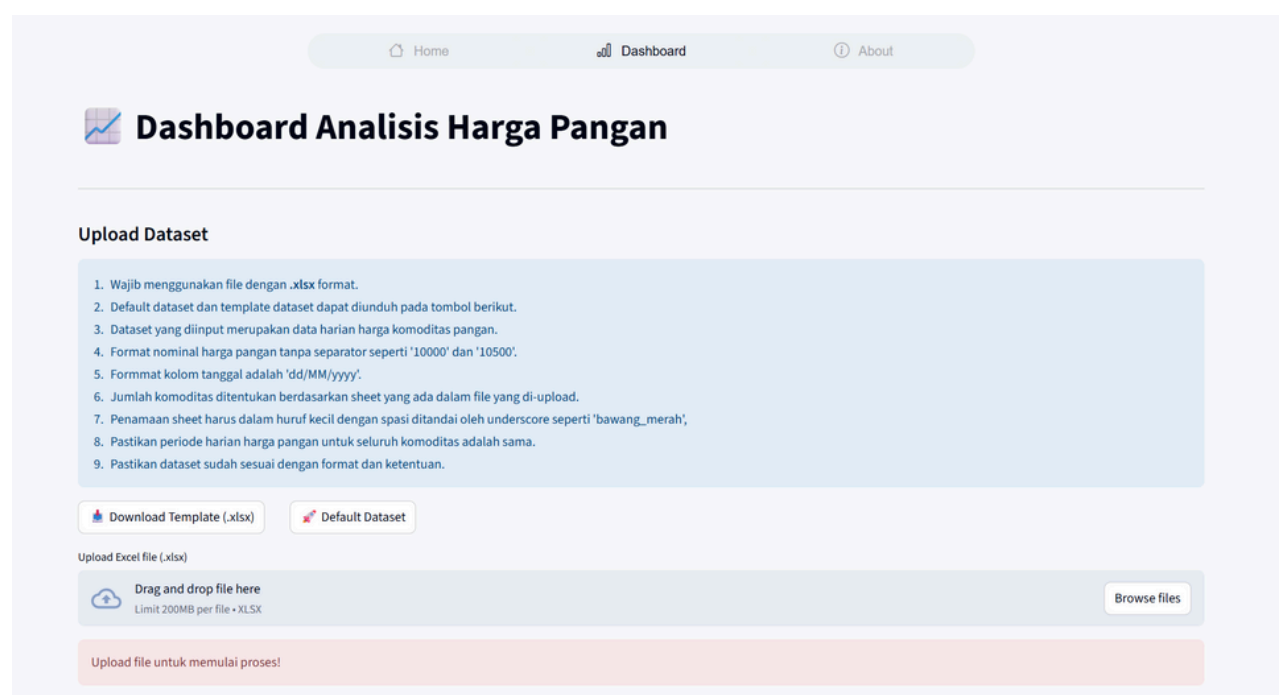 Home
Dashboard
About
Dashboard Analisis Harga Pangan
Upload Dataset
1. Wajib menggunakan file dengan .xlsx format.
2. Default dataset dan template dataset dapat diunduh pada tombol berikut.
3. Dataset yang diinput merupakan data harian harga komoditas pangan.
4. Format nominal harga pangan tanpa separator seperti '10000' dan '10500'.
5. Formmat kolom tanggal adalah 'dd/MM/yyyy'.
6. Jumlah komoditas ditentukan berdasarkan sheet yang ada dalam file yang di-upload.
7. Penamaan sheet harus dalam huruf kecil dengan spasi ditandai oleh underscore seperti 'bawang_merah',
8. Pastikan periode harian harga pangan untuk seluruh komoditas adalah sama.
9. Pastikan dataset sudah sesuai dengan format dan ketentuan.
Download Template (.xlsx)
Default Dataset
Upload Excel file (.xlsx)
Drag and drop file here
Limit 200MB per file • XLSX
Browse files
Upload file untuk memulai proses!